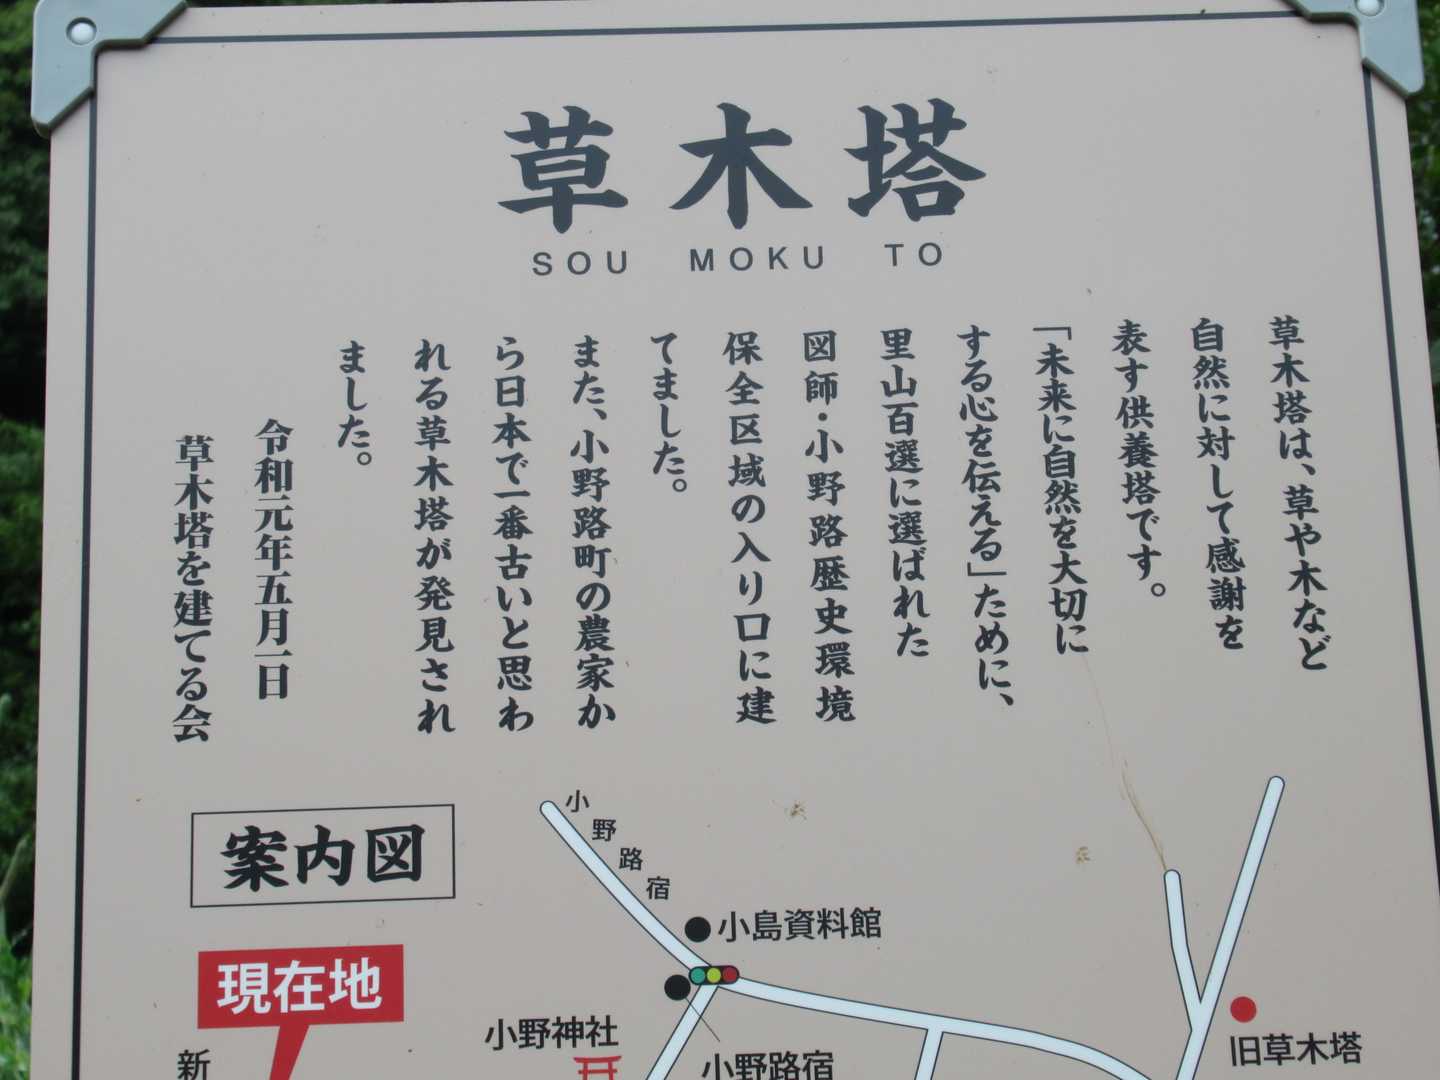 草木塔
SOU MOKU TO
草木塔は、草や木など
自然に対して感謝を
表す供養塔です。
「未来に自然を大切に
する心を伝える」ために、
里山百選に選ばれた
図師・小野路歴史環境
保全区域の入り口に建
てました。
また、小野路町の農家か
ら日本で一番古いと思わ
れる草木塔が発見され
ました。
令和元年五月一日
草木塔を建てる会
案内図
小野路宿
小島資料館
現在地
小野神社
小野路宿
旧草木塔
新